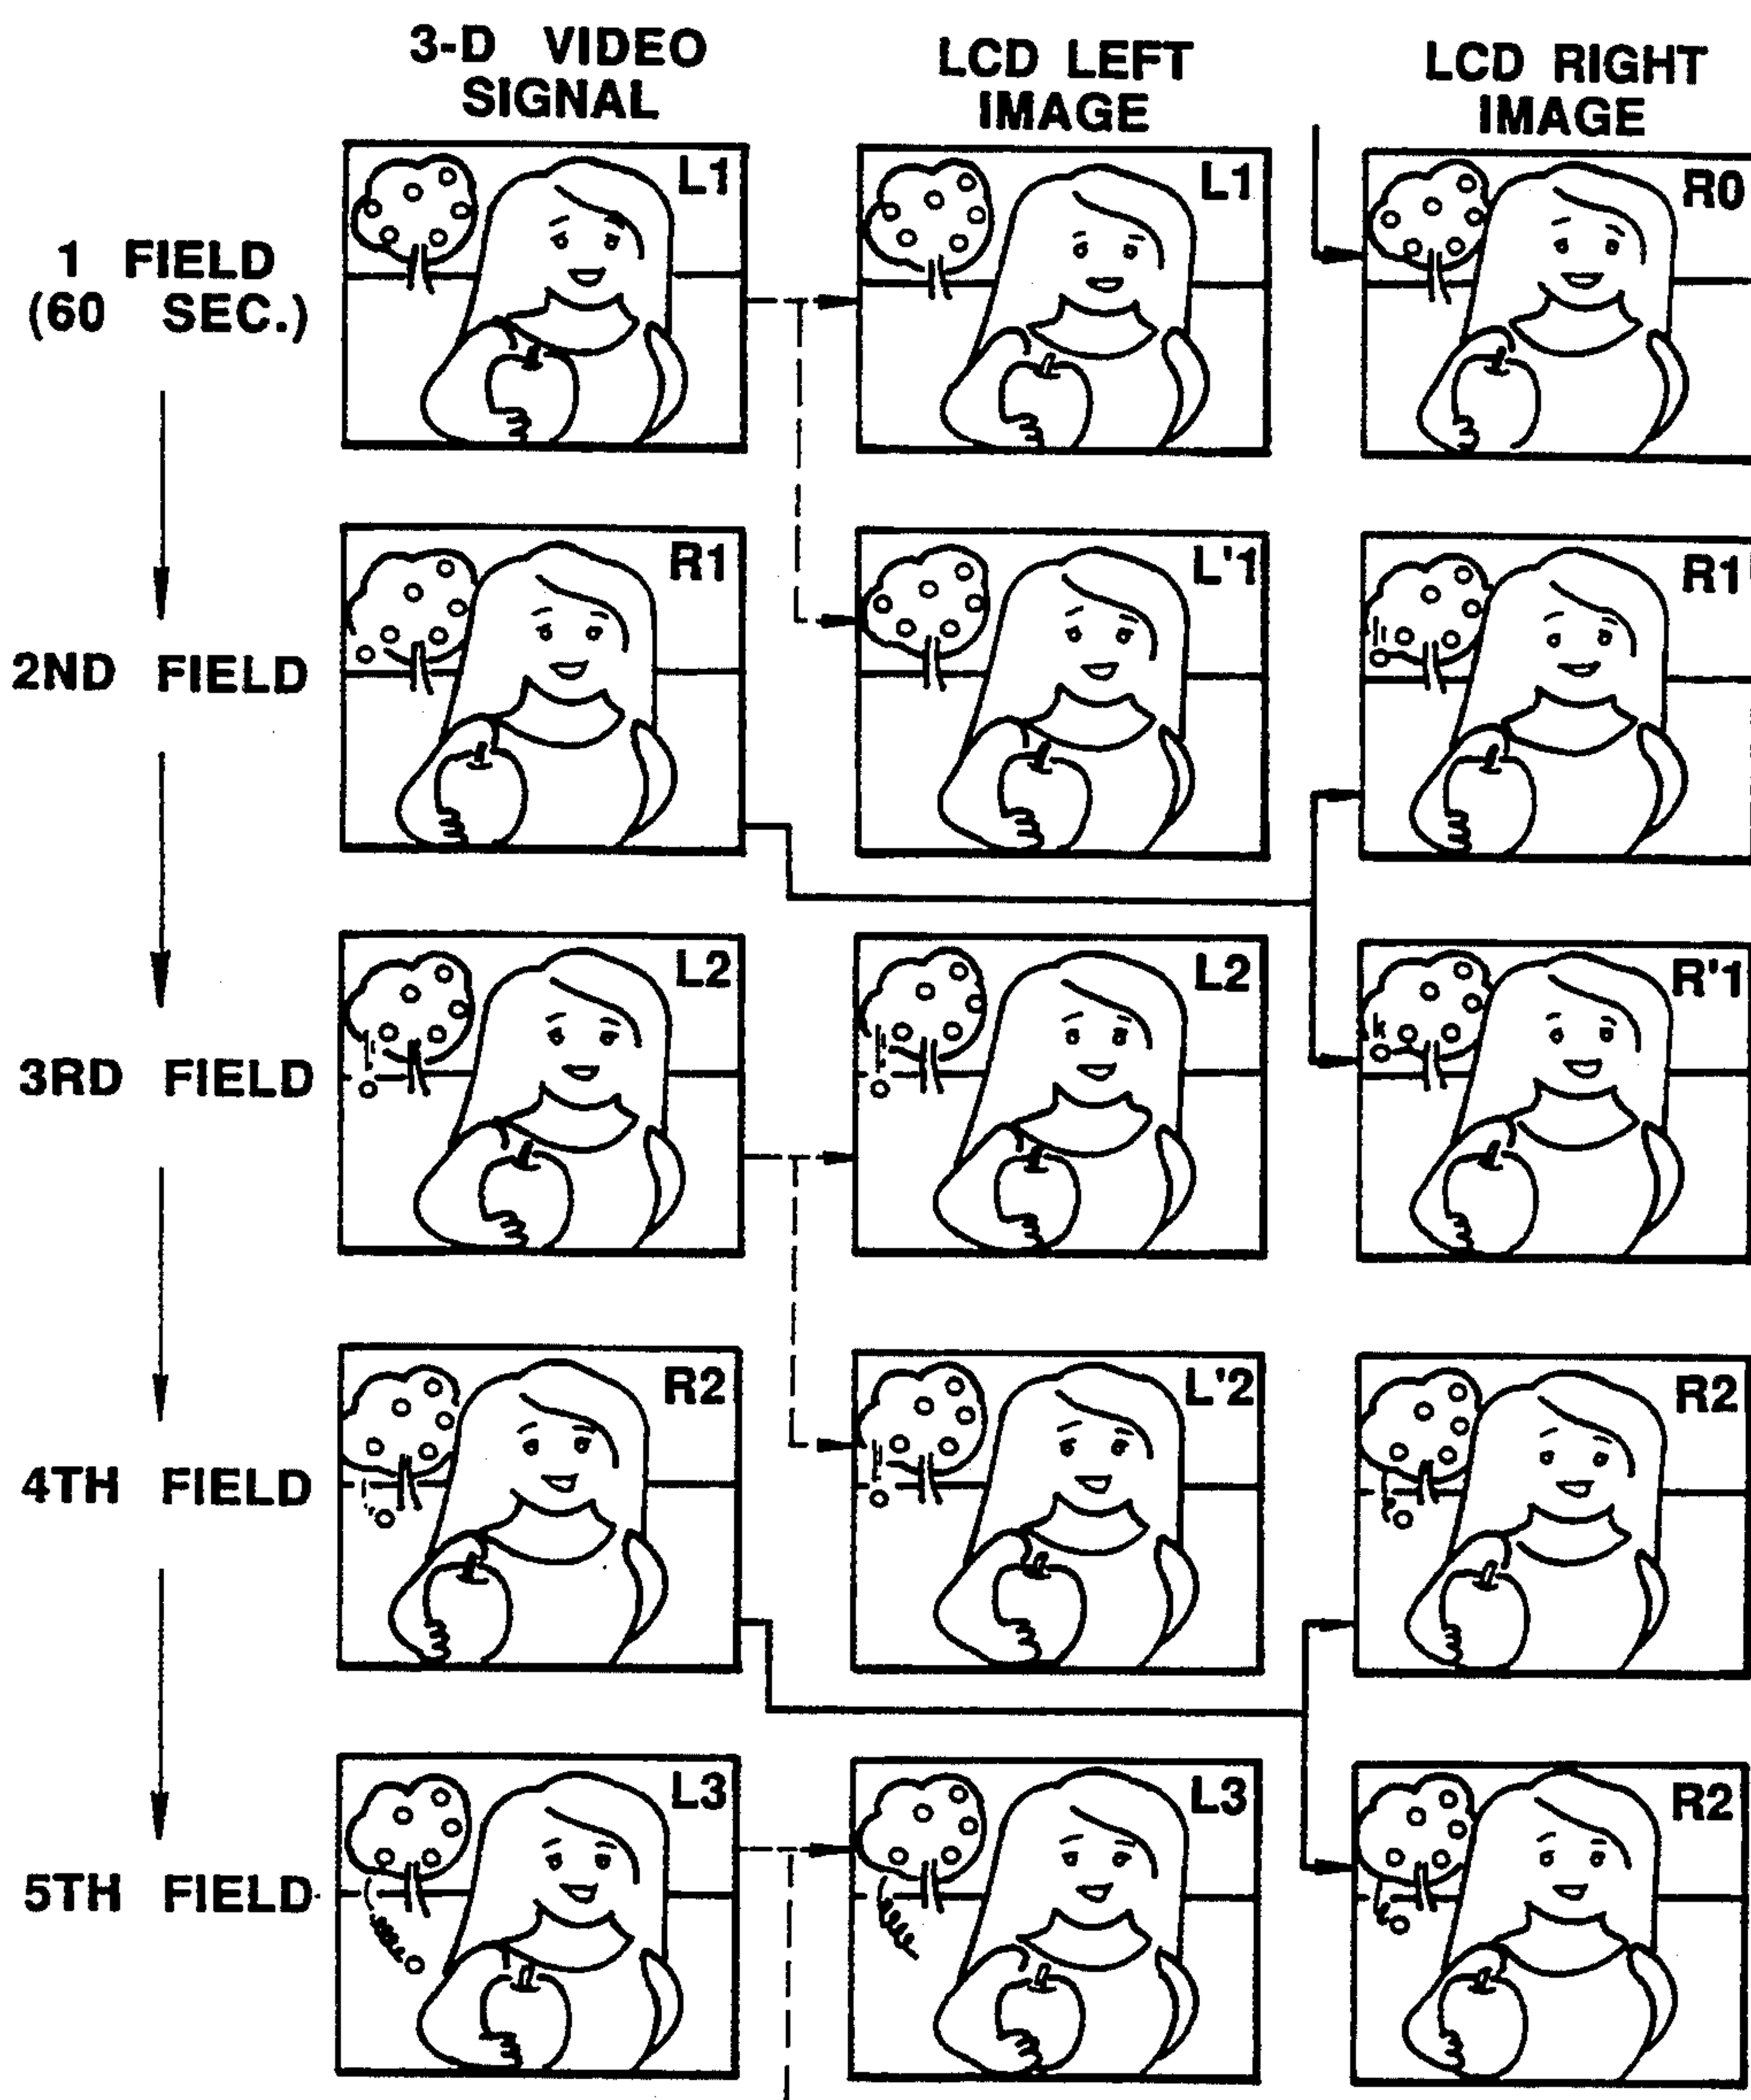 3-D VIDEO
SIGNAL
LCD LEFT
IMAGE
LCD RIGHT
IMAGE
1 FIELD
(60 SEC.)
L1
L1
R0
2ND FIELD
R1
L'1
R1
3RD FIELD
L2
L2
R'1
4TH FIELD
R2
L'2
R2
5TH FIELD
L3
L3
R2